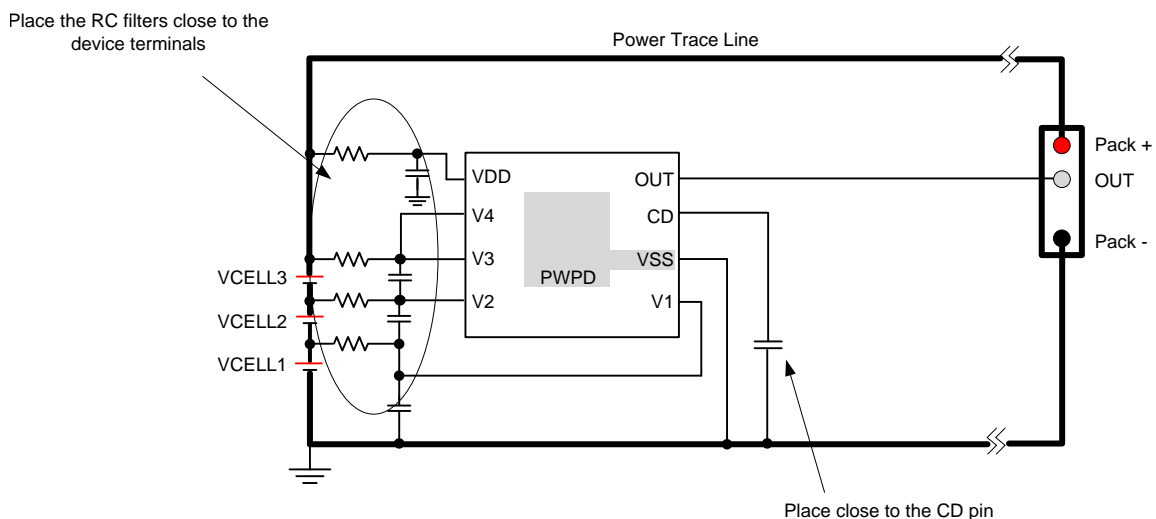 Place the RC filters close to the
device terminals
Power Trace Line
Pack +
OUT
Pack -
VDD
V4
V3
V2
OUT
CD
VSS
V1
PWPD
VCELL3
VCELL2
VCELL1
Place close to the CD pin